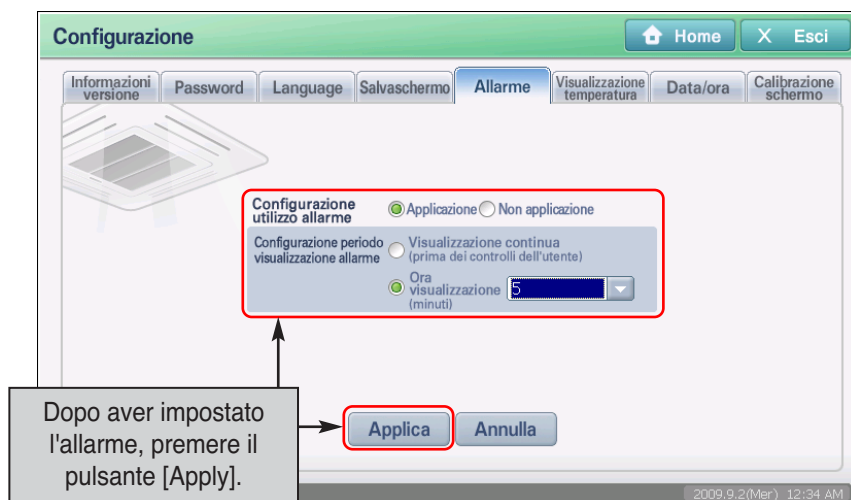 Configurazione
Home
X Esci
Informazioni
versione
Password
Language
Salvaschermo
Allarme
Visualizzazione
temperatura
Data/ora
Calibrazione
schermo
Configurazione
utilizzo allarme
Applicazione
Non applicazione
Configurazione periodo
visualizzazione allarme
Visualizzazione continua
(prima dei controlli dell'utente)
Ora
visualizzazione
(minuti)
5
Dopo aver impostato
l'allarme, premere il
pulsante [Apply].
Applica
Annulla
2009.9.2(Mer) 12:34 AM